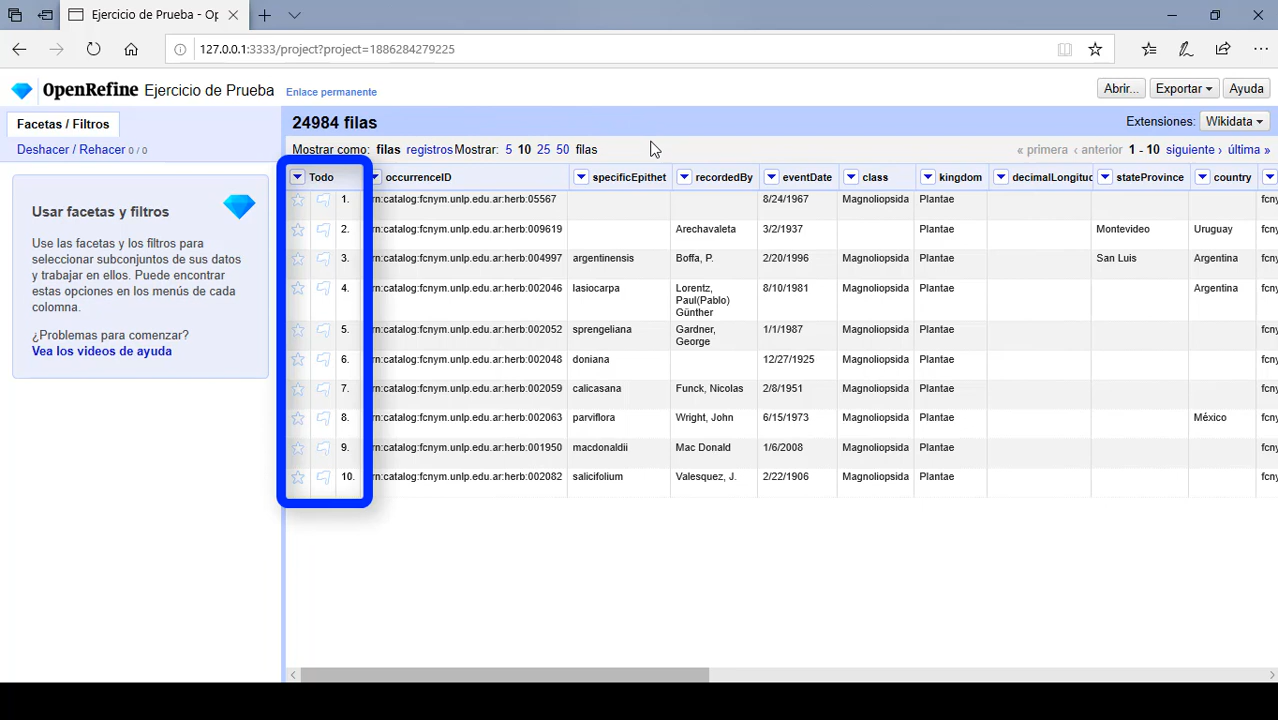 Ejercicio de Prueba - Op
127.0.0.1:3333/project?project=1886284279225
OpenRefine Ejercicio de Prueba Enlace permanente Abrir... Exportar Ayuda
Facetas / Filtros
Deshacer / Rehacer 0 / 0
24984 filas
Extensiones: Wikidata
Mostrar como: filas registros Mostrar: 5 10 25 50 filas
« primera ‹ anterior 1 - 10 siguiente › última »
Usar facetas y filtros
Use las facetas y los filtros para
seleccionar subconjuntos de sus datos
y trabajar en ellos. Puede encontrar
estas opciones en los menús de cada
colomna.
¿Problemas para comenzar?
Vea los videos de ayuda
Todo occurrenceID specificEpithet recordedBy eventDate class kingdom decimalLongitud stateProvince country
1. rn:catalog:fcnym.unlp.edu.ar:herb:05567 8/24/1967 Magnoliopsida Plantae fcny
2. rn:catalog:fcnym.unlp.edu.ar:herb:009619 Arechavaleta 3/2/1937 Plantae Montevideo Uruguay fcny
3. rn:catalog:fcnym.unlp.edu.ar:herb:004997 argentinensis Boffa, P. 2/20/1996 Magnoliopsida Plantae San Luis Argentina fcny
4. rn:catalog:fcnym.unlp.edu.ar:herb:002046 lasiocarpa Lorentz, 8/10/1981 Magnoliopsida Plantae Argentina fcny
Paul(Pablo)
Günther
5. rn:catalog:fcnym.unlp.edu.ar:herb:002052 sprengeliana Gardner, 1/1/1987 Magnoliopsida Plantae fcny
George
6. rn:catalog:fcnym.unlp.edu.ar:herb:002048 doniana 12/27/1925 Magnoliopsida Plantae fcny
7. rn:catalog:fcnym.unlp.edu.ar:herb:002059 calicasana Funck, Nicolas 2/8/1951 Magnoliopsida Plantae fcny
8. rn:catalog:fcnym.unlp.edu.ar:herb:002063 parviflora Wright, John 6/15/1973 Magnoliopsida Plantae México fcny
9. rn:catalog:fcnym.unlp.edu.ar:herb:001950 macdonaldii Mac Donald 1/6/2008 Magnoliopsida Plantae fcny
10. rn:catalog:fcnym.unlp.edu.ar:herb:002082 salicifolium Valesquez, J. 2/22/1906 Magnoliopsida Plantae fcny